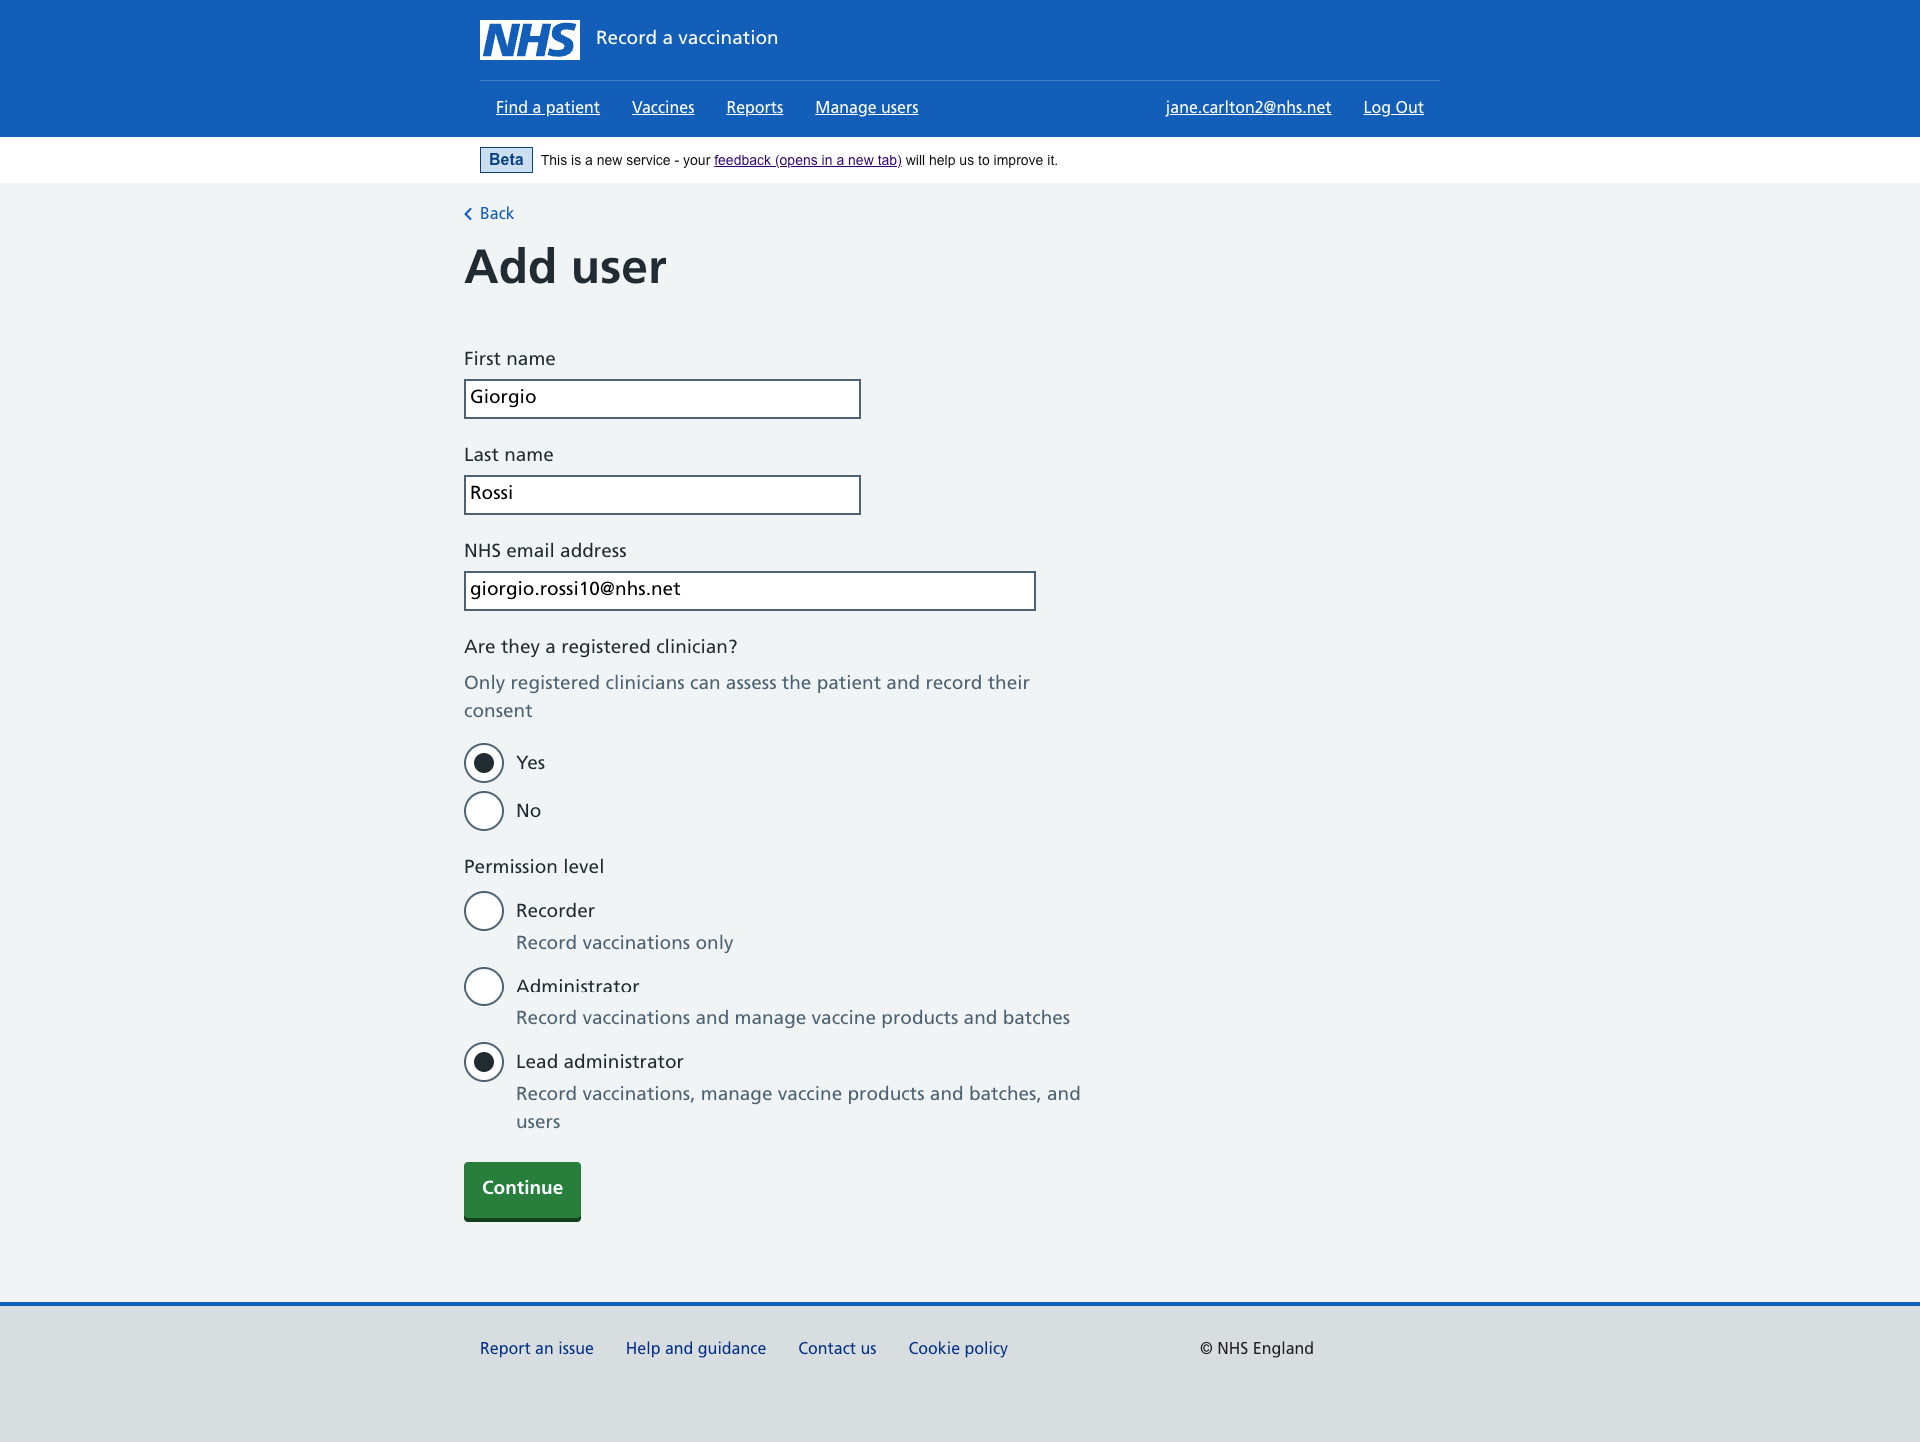 NHS Record a vaccination
Find a patient Vaccines Reports Manage users jane.carlton2@nhs.net Log Out
Beta This is a new service - your feedback (opens in a new tab) will help us to improve it.
Back
Add user
First name
Giorgio
Last name
Rossi
NHS email address
giorgio.rossi10@nhs.net
Are they a registered clinician?
Only registered clinicians can assess the patient and record their
consent
Yes
No
Permission level
Recorder
Record vaccinations only
Administrator
Record vaccinations and manage vaccine products and batches
Lead administrator
Record vaccinations, manage vaccine products and batches, and
users
Continue
Report an issue Help and guidance Contact us Cookie policy © NHS England